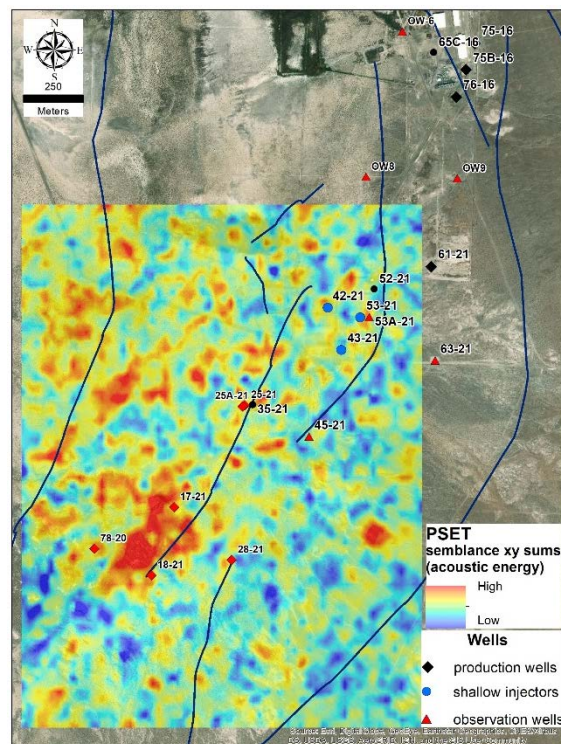 N
W E
S
250
Meters
OW-6
75-16
65C-16
75B-16
76-16
OW8
OW9
61-21
52-21
42-21
53-21
53A-21
43-21
63-21
25A-21
25-21
35-21
45-21
17-21
78-20
18-21
28-21
PSET
semblance xy sums
(acoustic energy)
High
Low
Wells
production wells
shallow injectors
observation wells